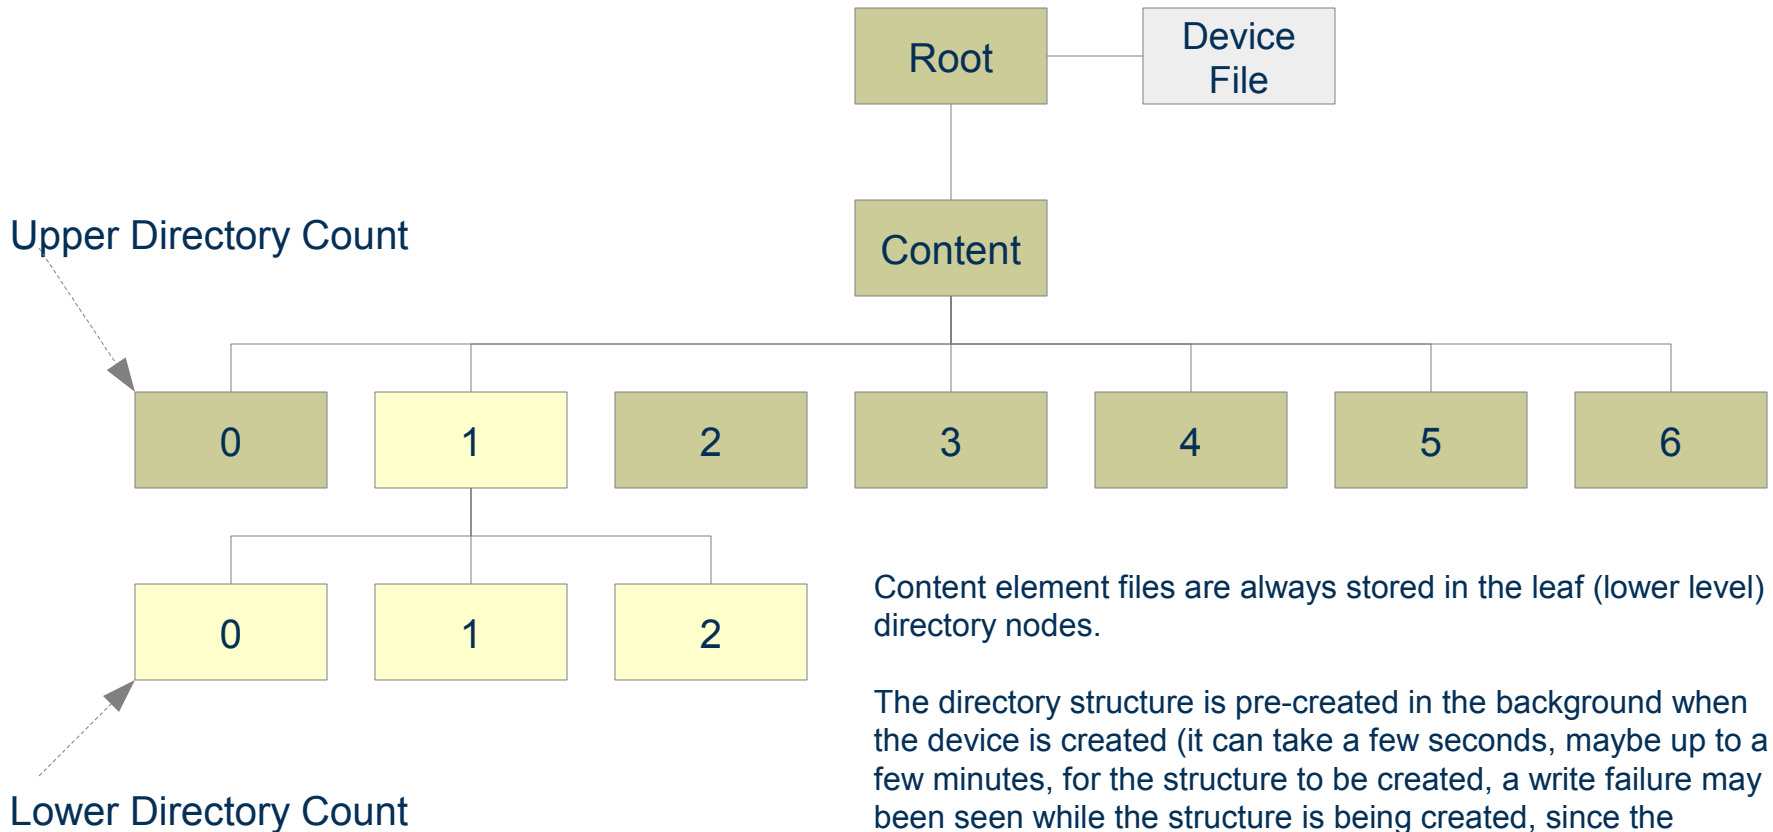 Root
Device
File
Upper Directory Count
Content
0 1 2 3 4 5 6
0 1 2
Content element files are always stored in the leaf (lower level)
directory nodes.
The directory structure is pre-created in the background when
the device is created (it can take a few seconds, maybe up to a
few minutes, for the structure to be created, a write failure may
been seen while the structure is being created, since the
Lower Directory Count